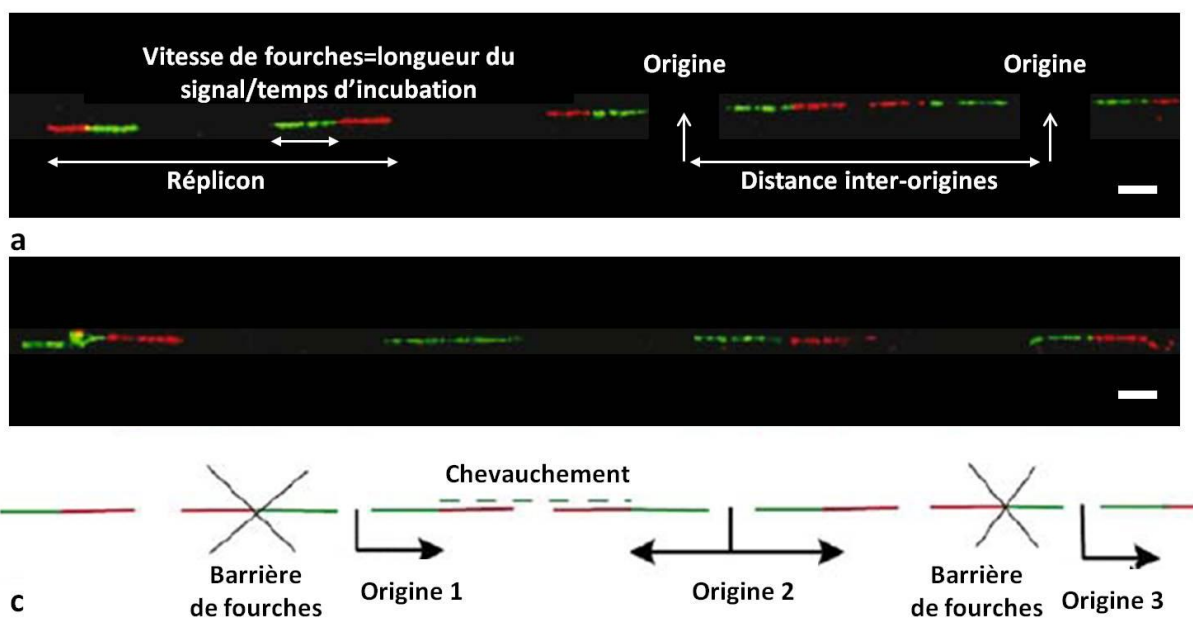 Vitesse de fourches=longueur du
signal/temps d'incubation
Origine
Origine
Réplicon
Distance inter-origines
a
Chevauchement
Barrière
de fourches
Origine 1
Origine 2
Barrière
de fourches
Origine 3
c